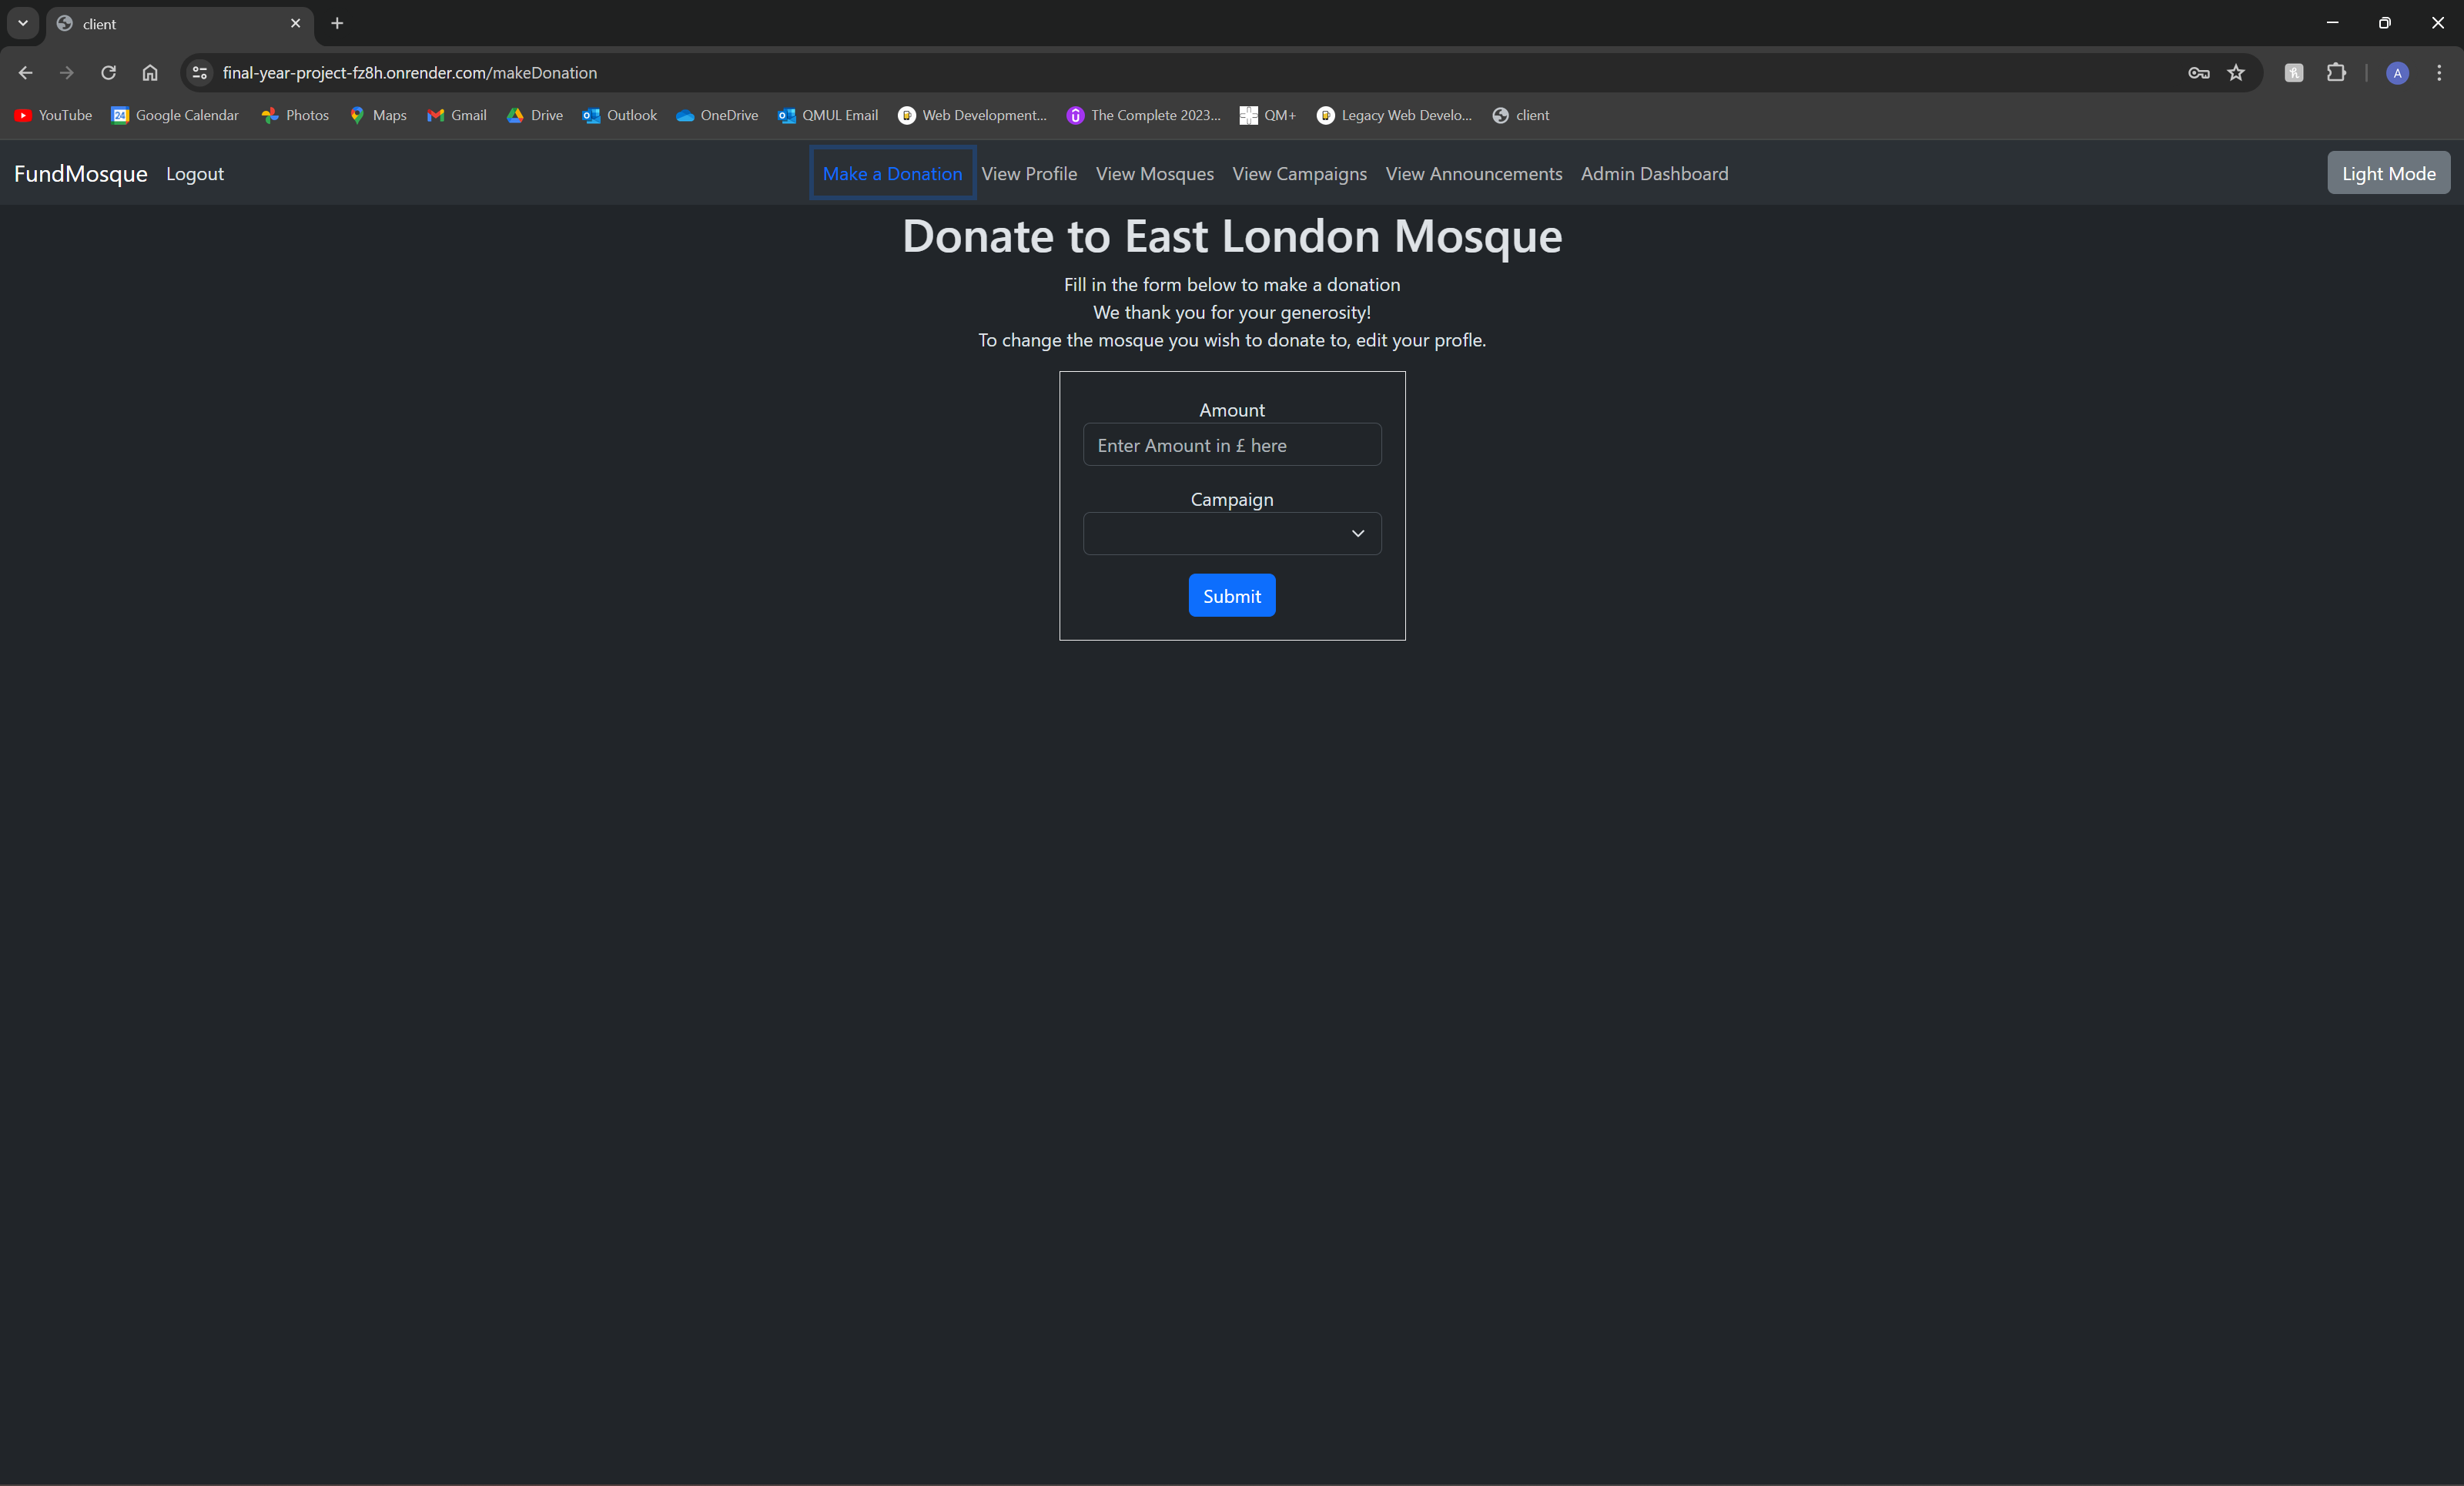 client
final-year-project-fz8h.onrender.com/makeDonation
A
YouTube 24 Google Calendar Photos Maps Gmail Drive Outlook OneDrive QMUL Email Web Development... The Complete 2023... QM+ Legacy Web Develo... client
FundMosque Logout Make a Donation View Profile View Mosques View Campaigns View Announcements Admin Dashboard Light Mode
Donate to East London Mosque
Fill in the form below to make a donation
We thank you for your generosity!
To change the mosque you wish to donate to, edit your profle.
Amount
Enter Amount in £ here
Campaign
Submit